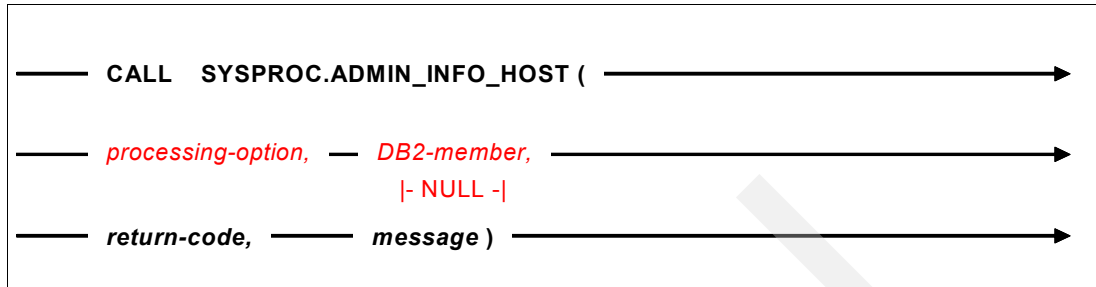 CALL SYSPROC.ADMIN_INFO_HOST (
processing-option, DB2-member,
|- NULL -|
return-code, message )